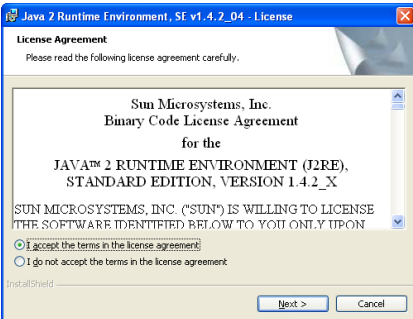 Java 2 Runtime Environment, SE v1.4.2_04 - License
License Agreement
Please read the following license agreement carefully.
Sun Microsystems, Inc.
Binary Code License Agreement
for the
JAVA™ 2 RUNTIME ENVIRONMENT (J2RE),
STANDARD EDITION, VERSION 1.4.2_X
SUN MICROSYSTEMS, INC. ("SUN") IS WILLING TO LICENSE
THE SOFTWARE IDENTIFIED BELOW TO YOU ONLY UPON
I accept the terms in the license agreement
I do not accept the terms in the license agreement
InstallShield
Next >
Cancel